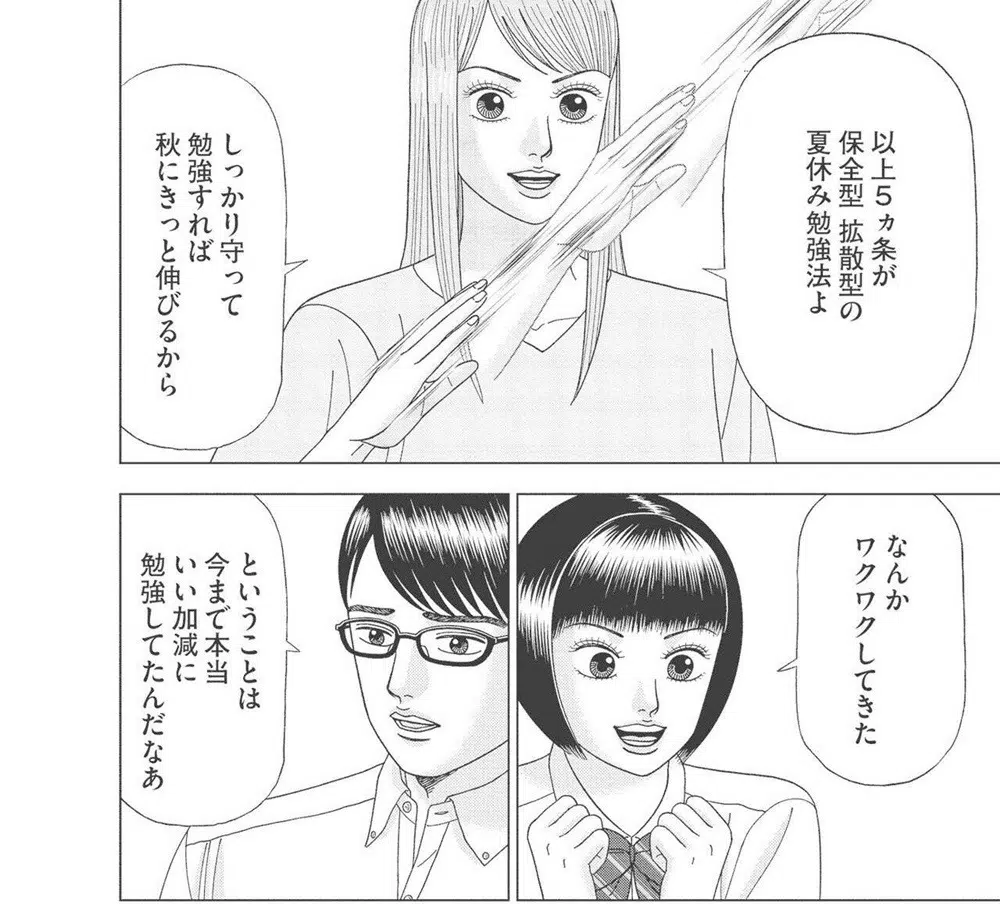 以上５ヵ条が
保全型 拡散型の
夏休み勉強法よ
しっかり守って
勉強すれば
秋にきっと伸びるから
なんか
ワクワクしてきた
ということは
今まで本当
いい加減に
勉強してたんだなあ